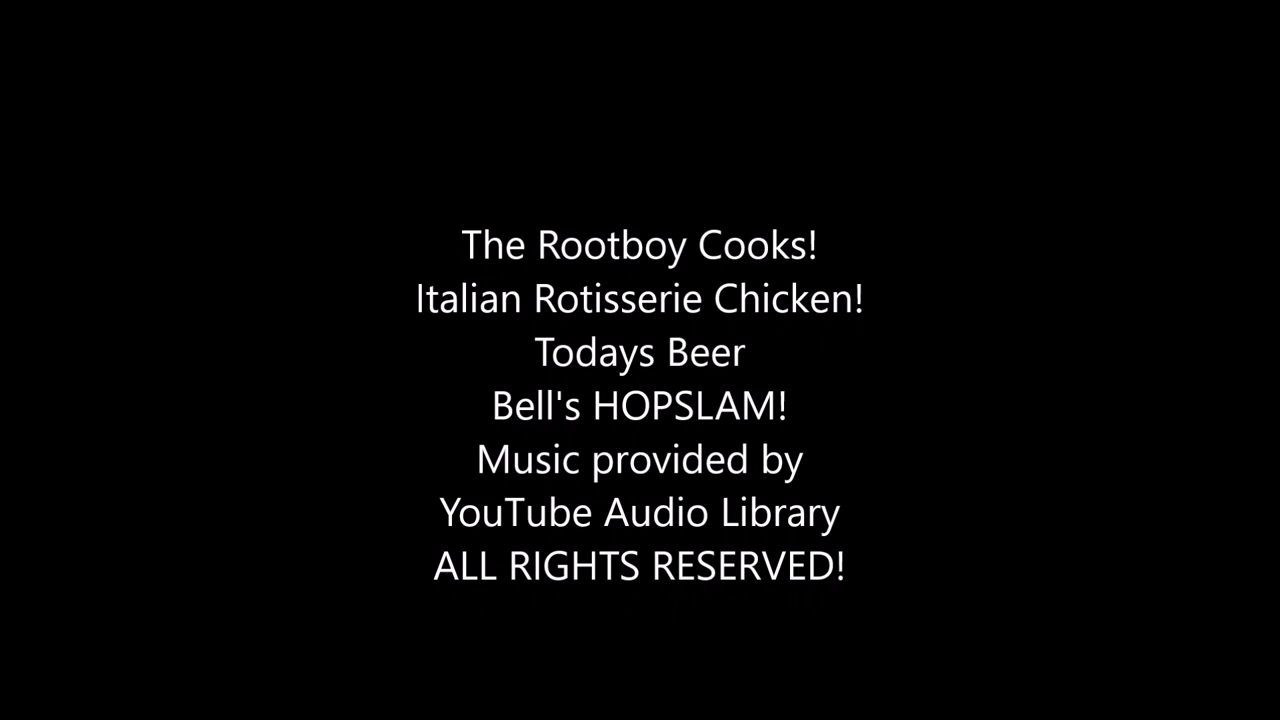 The Rootboy Cooks!
Italian Rotisserie Chicken!
Todays Beer
Bell's HOPSLAM!
Music provided by
YouTube Audio Library
ALL RIGHTS RESERVED!